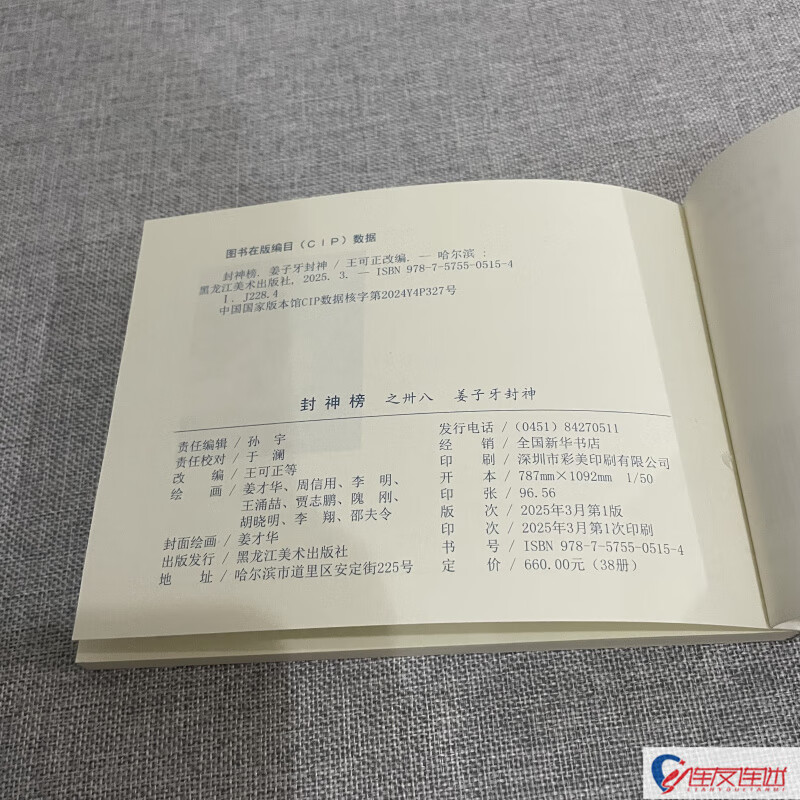 图书在版编目(CIP)数据
封神榜. 姜子牙封神 / 王可正改编. — 哈尔滨 :
黑龙江美术出版社, 2025. 3. — ISBN 978-7-5755-0515-4
Ⅰ. J228.4
中国国家版本馆CIP数据核字第2024Y4P327号
封神榜 之卅八 姜子牙封神
责任编辑 / 孙 宇
责任校对 / 于 澜
改 编 / 王可正等
绘 画 / 姜才华、周信用、李 明、
王涌喆、贾志鹏、隗 刚、
胡晓明、李 翔、邵夫令
封面绘画 / 姜才华
出版发行 / 黑龙江美术出版社
地 址 / 哈尔滨市道里区安定街225号
发行电话 / (0451) 84270511
经 销 / 全国新华书店
印 刷 / 深圳市彩美印刷有限公司
开 本 / 787mm×1092mm 1/50
印 张 / 96.56
版 次 / 2025年3月第1版
印 次 / 2025年3月第1次印刷
书 号 / ISBN 978-7-5755-0515-4
定 价 / 660.00元(38册)
连友连迷
LIANYOULIANMI